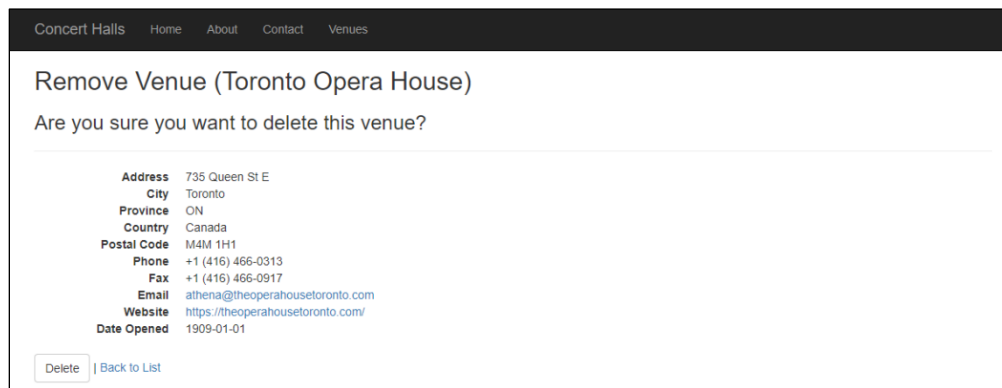 Concert Halls Home About Contact Venues
Remove Venue (Toronto Opera House)
Are you sure you want to delete this venue?
Address 735 Queen St E
City Toronto
Province ON
Country Canada
Postal Code M4M 1H1
Phone +1 (416) 466-0313
Fax +1 (416) 466-0917
Email athena@theoperahousetoronto.com
Website https://theoperahousetoronto.com/
Date Opened 1909-01-01
Delete | Back to List